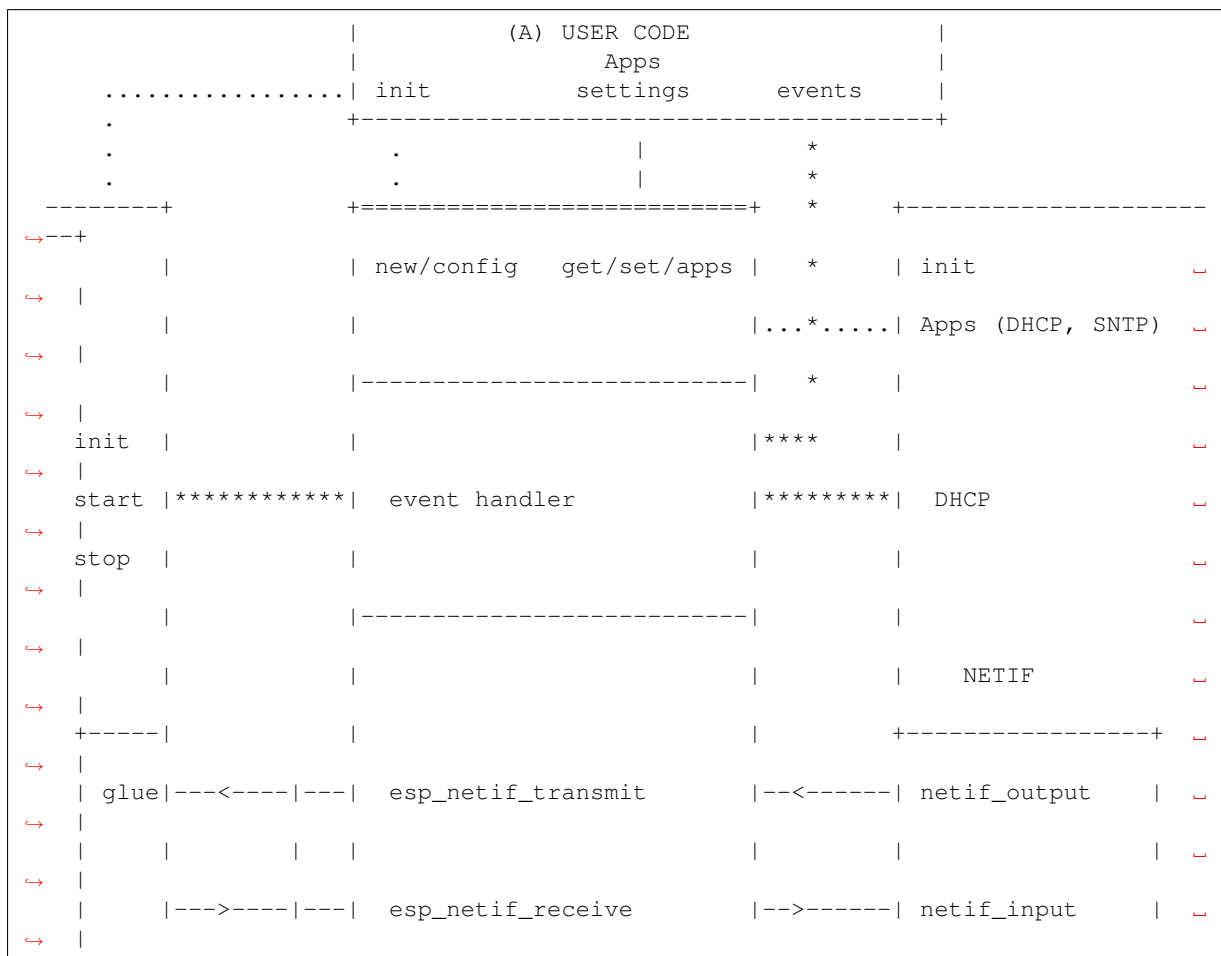 |          (A) USER CODE                 |
|                 Apps                   |
.................| init          settings      events     |
.                +----------------------------------------+
.                    .                |           *
.                    .                |           *
--------+             +===========================+   *     +---------------------
↪--+
|             | new/config   get/set/apps |   *     | init               ␣
↪  |
|             |                           |...*.....| Apps (DHCP, SNTP)  ␣
↪  |
|             |---------------------------|   *     |                    ␣
↪  |
init  |             |                           |****     |                    ␣
↪  |
start |************|  event handler            |*********|  DHCP              ␣
↪  |
stop  |             |                           |         |                    ␣
↪  |
|             |---------------------------|         |                    ␣
↪  |
|             |                           |         |    NETIF           ␣
↪  |
+-----|             |                           |         +-----------------+  ␣
↪  |
| glue|---<----|---|  esp_netif_transmit       |--<------| netif_output    |  ␣
↪  |
|     |        |   |                           |         |                 |  ␣
↪  |
|     |--->----|---|  esp_netif_receive        |-->------| netif_input     |  ␣
↪  |